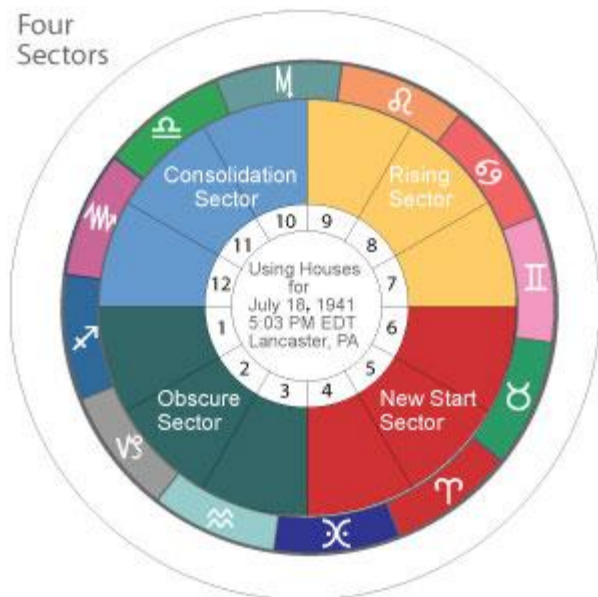 Four
Sectors
Consolidation
Sector
Rising
Sector
10
9
11
8
12
7
1
6
2
5
3
4
Using Houses
for
July 18, 1941
5:03 PM EDT
Lancaster, PA
Obscure
Sector
New Start
Sector
♏
♌
♎
♋
♊
♐
♉
♑
♈
♒
♓